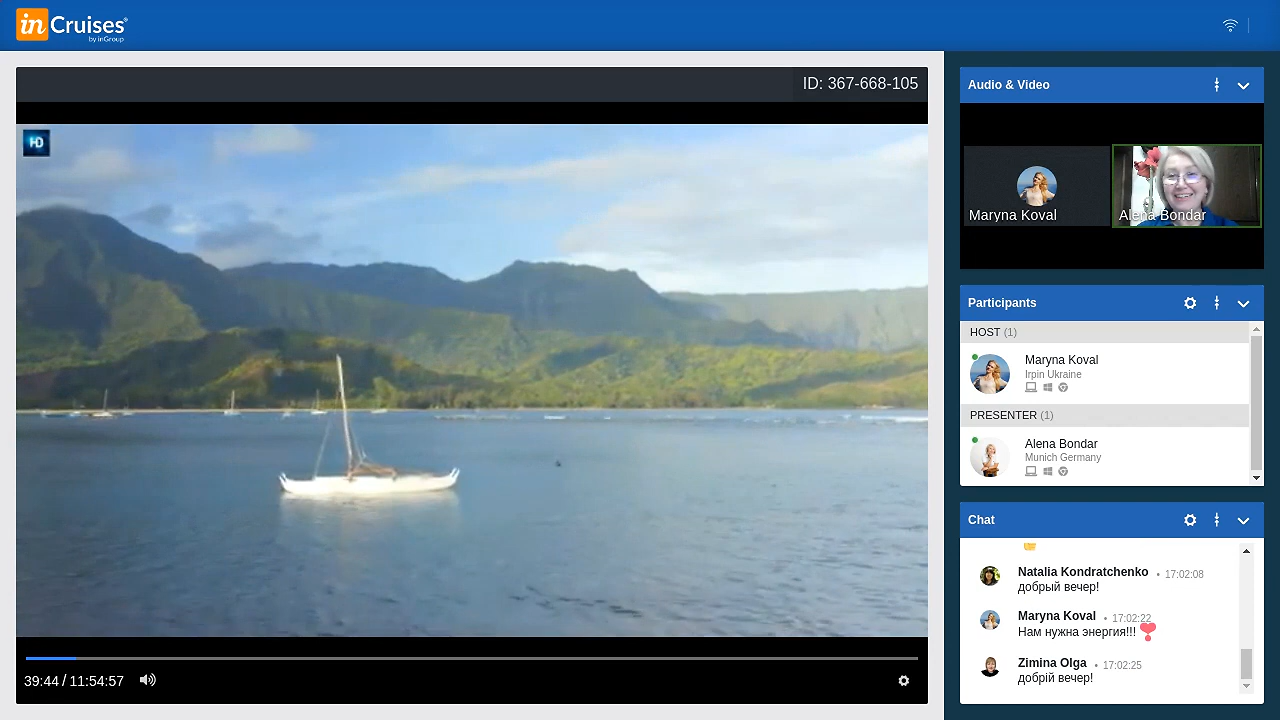 in Cruises®
by inGroup
ID: 367-668-105
HD
39:44 / 11:54:57
Audio & Video
Maryna Koval
Alena Bondar
Participants
HOST (1)
Maryna Koval
Irpin Ukraine
PRESENTER (1)
Alena Bondar
Munich Germany
Chat
Natalia Kondratchenko • 17:02:08
добрый вечер!
Maryna Koval • 17:02:22
Нам нужна энергия!!!
Zimina Olga • 17:02:25
добрій вечер!